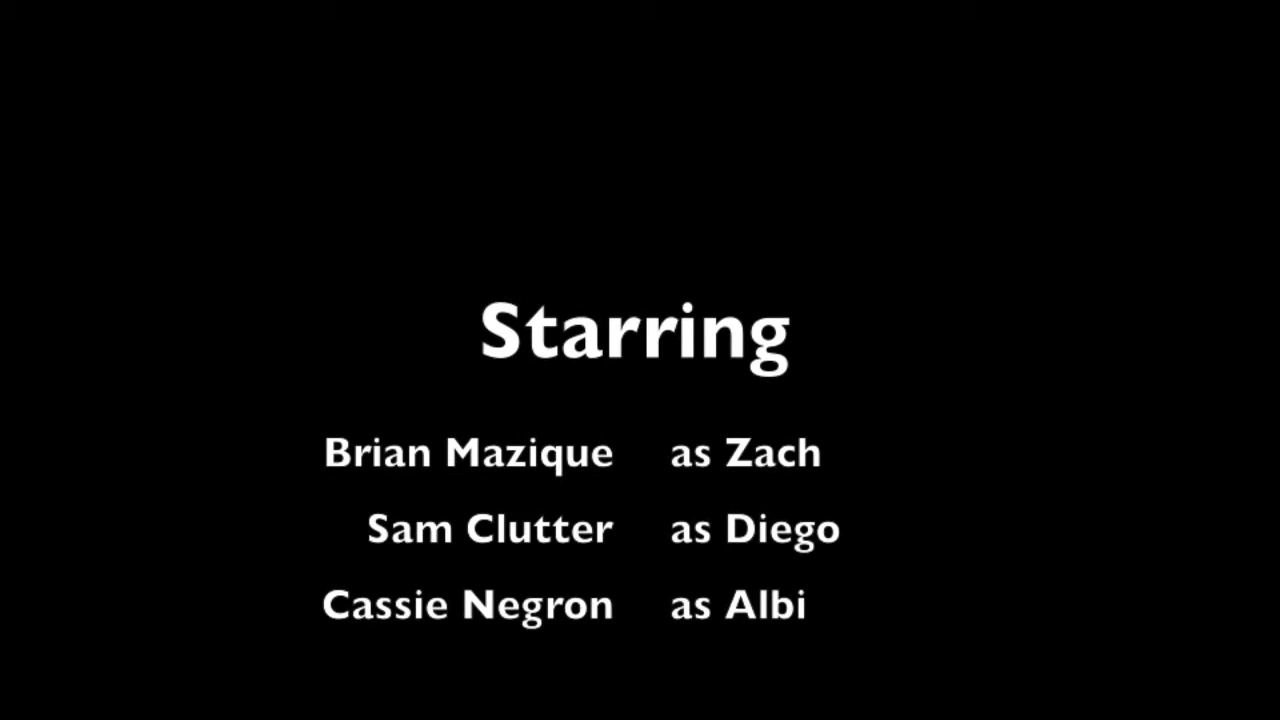 Starring
Brian Mazique as Zach
Sam Clutter as Diego
Cassie Negron as Albi